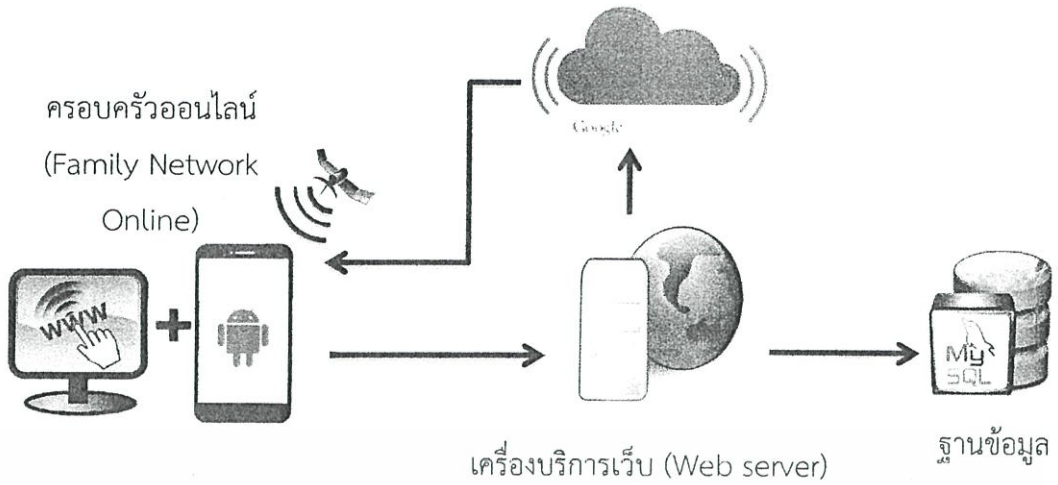 ครอบครัวออนไลน์
(Family Network
Online)
Google
www
My
SQL
ฐานข้อมูล
เครื่องบริการเว็บ (Web server)